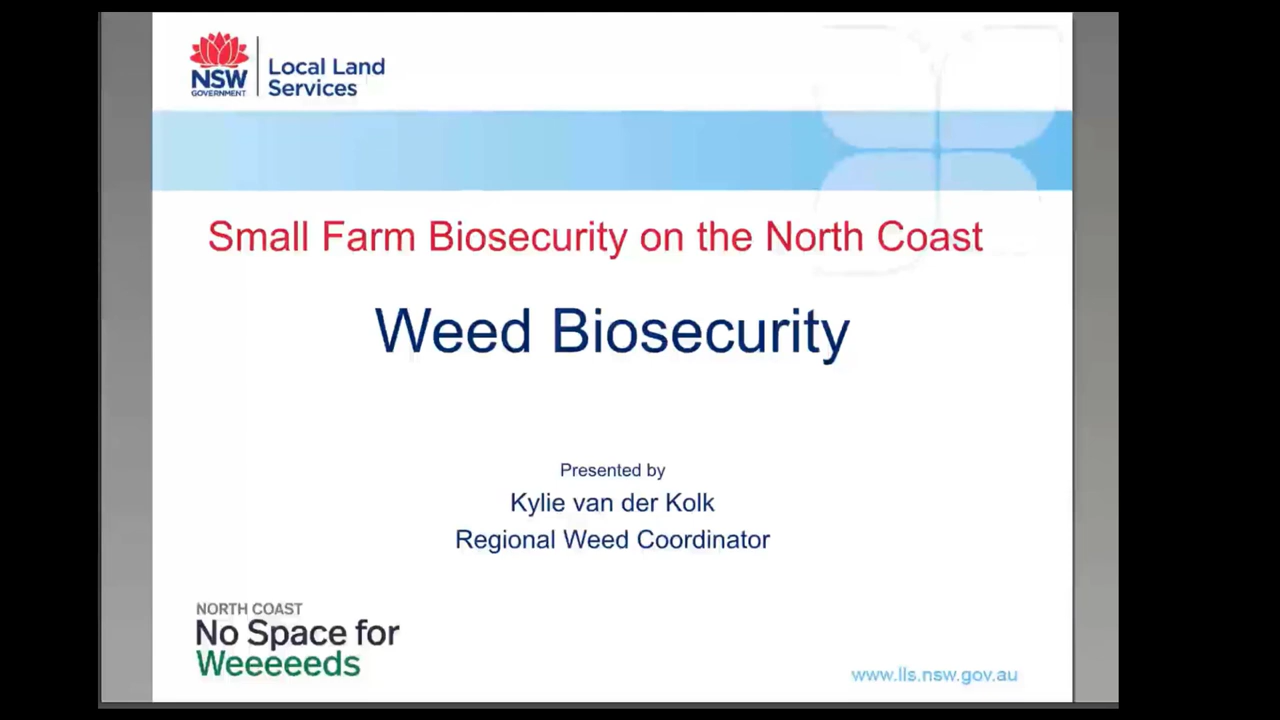 NSW
GOVERNMENT
Local Land
Services
Small Farm Biosecurity on the North Coast
Weed Biosecurity
Presented by
Kylie van der Kolk
Regional Weed Coordinator
NORTH COAST
No Space for
Weeeeeds
www.lls.nsw.gov.au